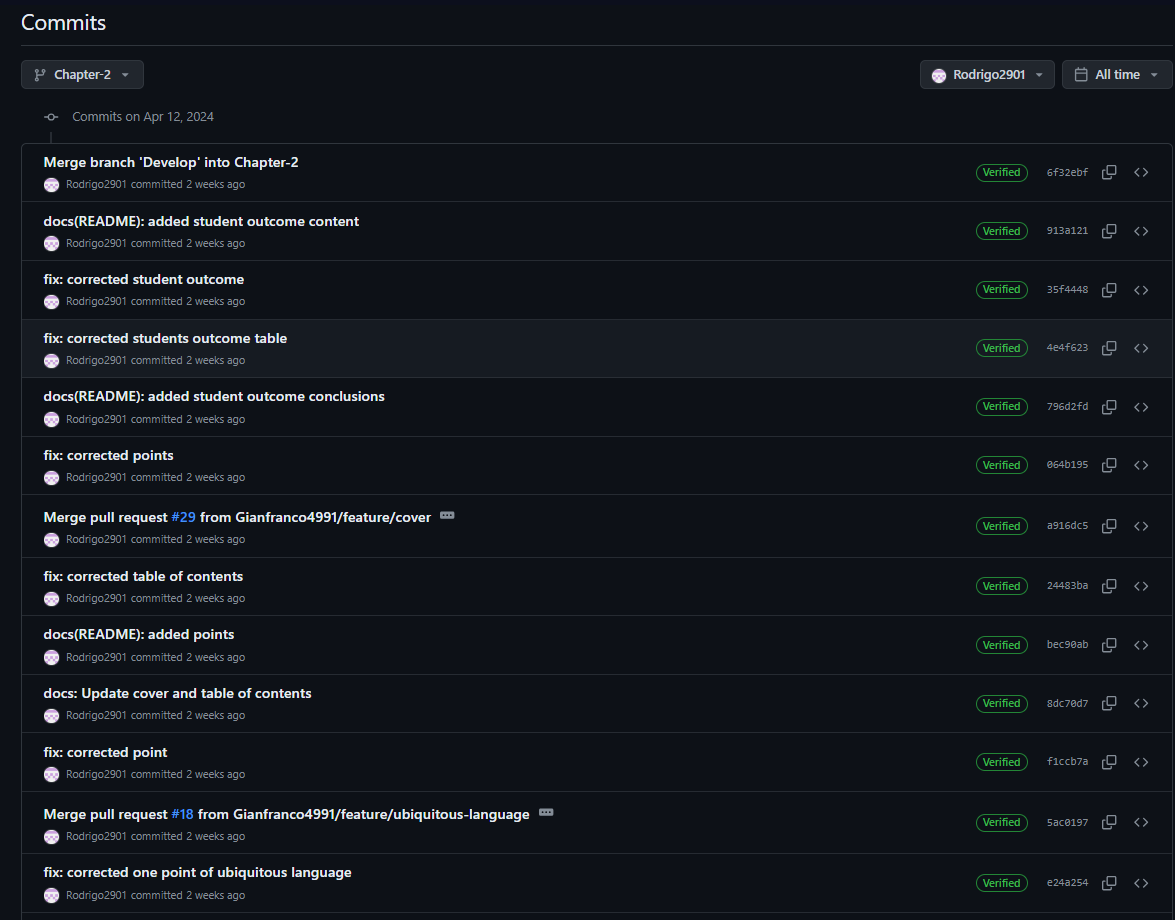 Commits
Chapter-2
Rodrigo2901
All time
Commits on Apr 12, 2024
Merge branch 'Develop' into Chapter-2
Rodrigo2901 committed 2 weeks ago
Verified 6f32ebf
docs(README): added student outcome content
Rodrigo2901 committed 2 weeks ago
Verified 913a121
fix: corrected student outcome
Rodrigo2901 committed 2 weeks ago
Verified 35f4448
fix: corrected students outcome table
Rodrigo2901 committed 2 weeks ago
Verified 4e4f623
docs(README): added student outcome conclusions
Rodrigo2901 committed 2 weeks ago
Verified 796d2fd
fix: corrected points
Rodrigo2901 committed 2 weeks ago
Verified 064b195
Merge pull request #29 from Gianfranco4991/feature/cover
Rodrigo2901 committed 2 weeks ago
Verified a916dc5
fix: corrected table of contents
Rodrigo2901 committed 2 weeks ago
Verified 24483ba
docs(README): added points
Rodrigo2901 committed 2 weeks ago
Verified bec90ab
docs: Update cover and table of contents
Rodrigo2901 committed 2 weeks ago
Verified 8dc70d7
fix: corrected point
Rodrigo2901 committed 2 weeks ago
Verified f1ccb7a
Merge pull request #18 from Gianfranco4991/feature/ubiquitous-language
Rodrigo2901 committed 2 weeks ago
Verified 5ac0197
fix: corrected one point of ubiquitous language
Rodrigo2901 committed 2 weeks ago
Verified e24a254